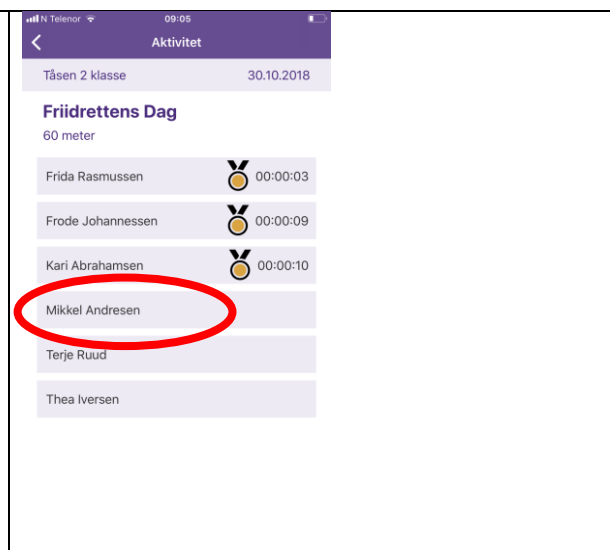 N Telenor 09:05
Aktivitet
Tåsen 2 klasse 30.10.2018
Friidrettens Dag
60 meter
Frida Rasmussen 00:00:03
Frode Johannessen 00:00:09
Kari Abrahamsen 00:00:10
Mikkel Andresen
Terje Ruud
Thea Iversen